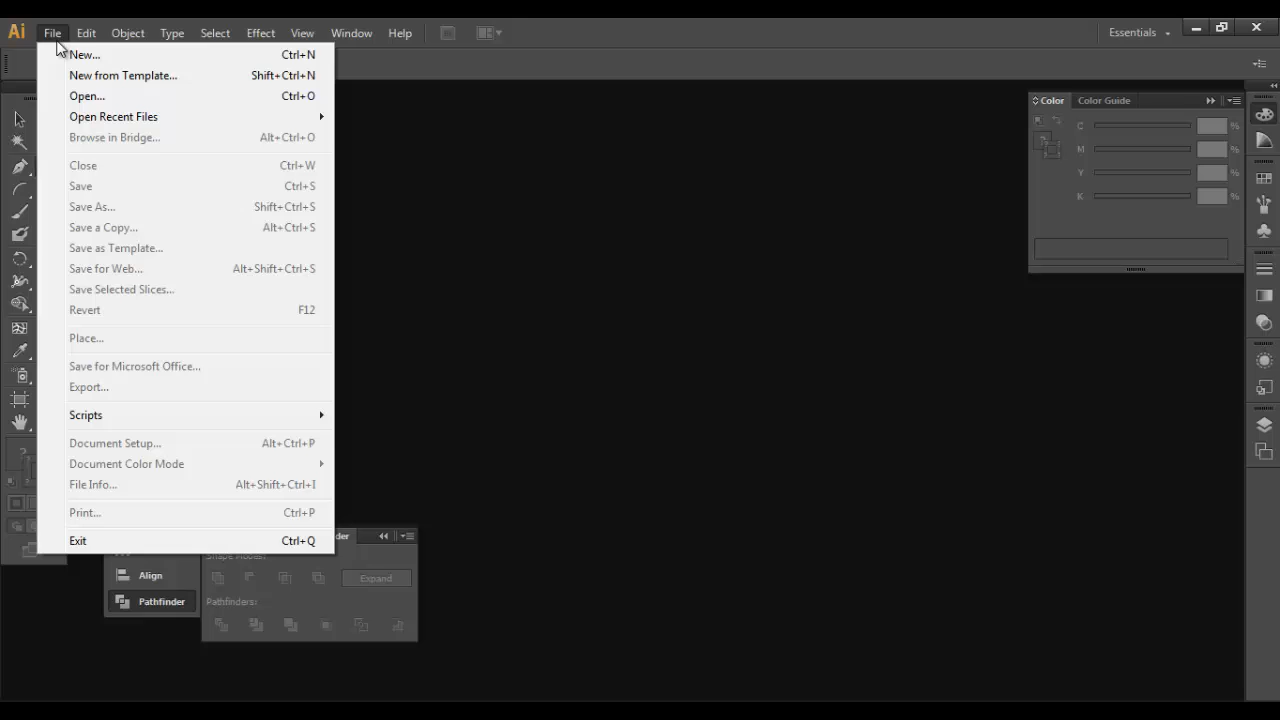 Ai File Edit Object Type Select Effect View Window Help Essentials
New... Ctrl+N
New from Template... Shift+Ctrl+N
Open... Ctrl+O
Open Recent Files
Browse in Bridge... Alt+Ctrl+O
Close Ctrl+W
Save Ctrl+S
Save As... Shift+Ctrl+S
Save a Copy... Alt+Ctrl+S
Save as Template...
Save for Web... Alt+Shift+Ctrl+S
Save Selected Slices...
Revert F12
Place...
Save for Microsoft Office...
Export...
Scripts
Document Setup... Alt+Ctrl+P
Document Color Mode
File Info... Alt+Shift+Ctrl+I
Print... Ctrl+P
Exit Ctrl+Q
Color Color Guide
C %
M %
Y %
K %
Align
Pathfinder
der
Shape Modes:
Expand
Pathfinders: